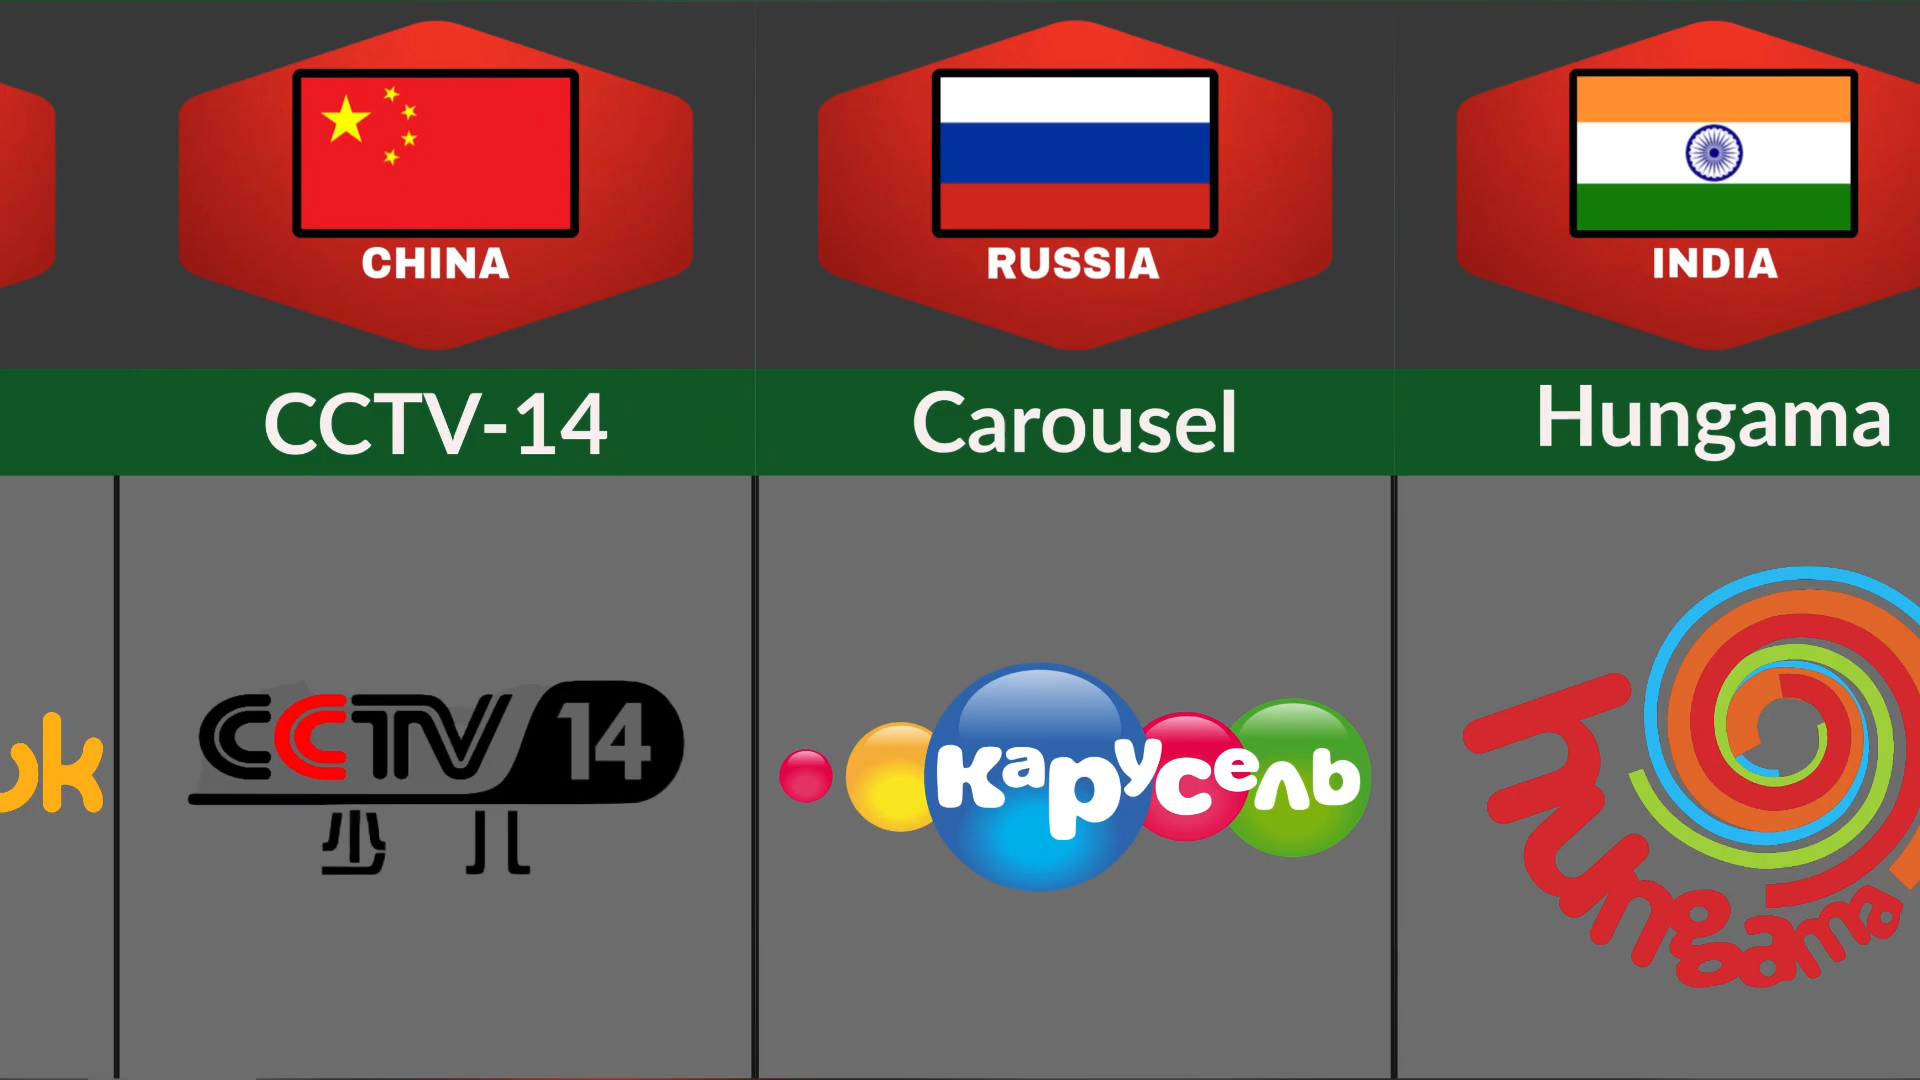 CHINA
RUSSIA
INDIA
CCTV-14
Carousel
Hungama
CCTV 14
少儿
карусель
Hungama